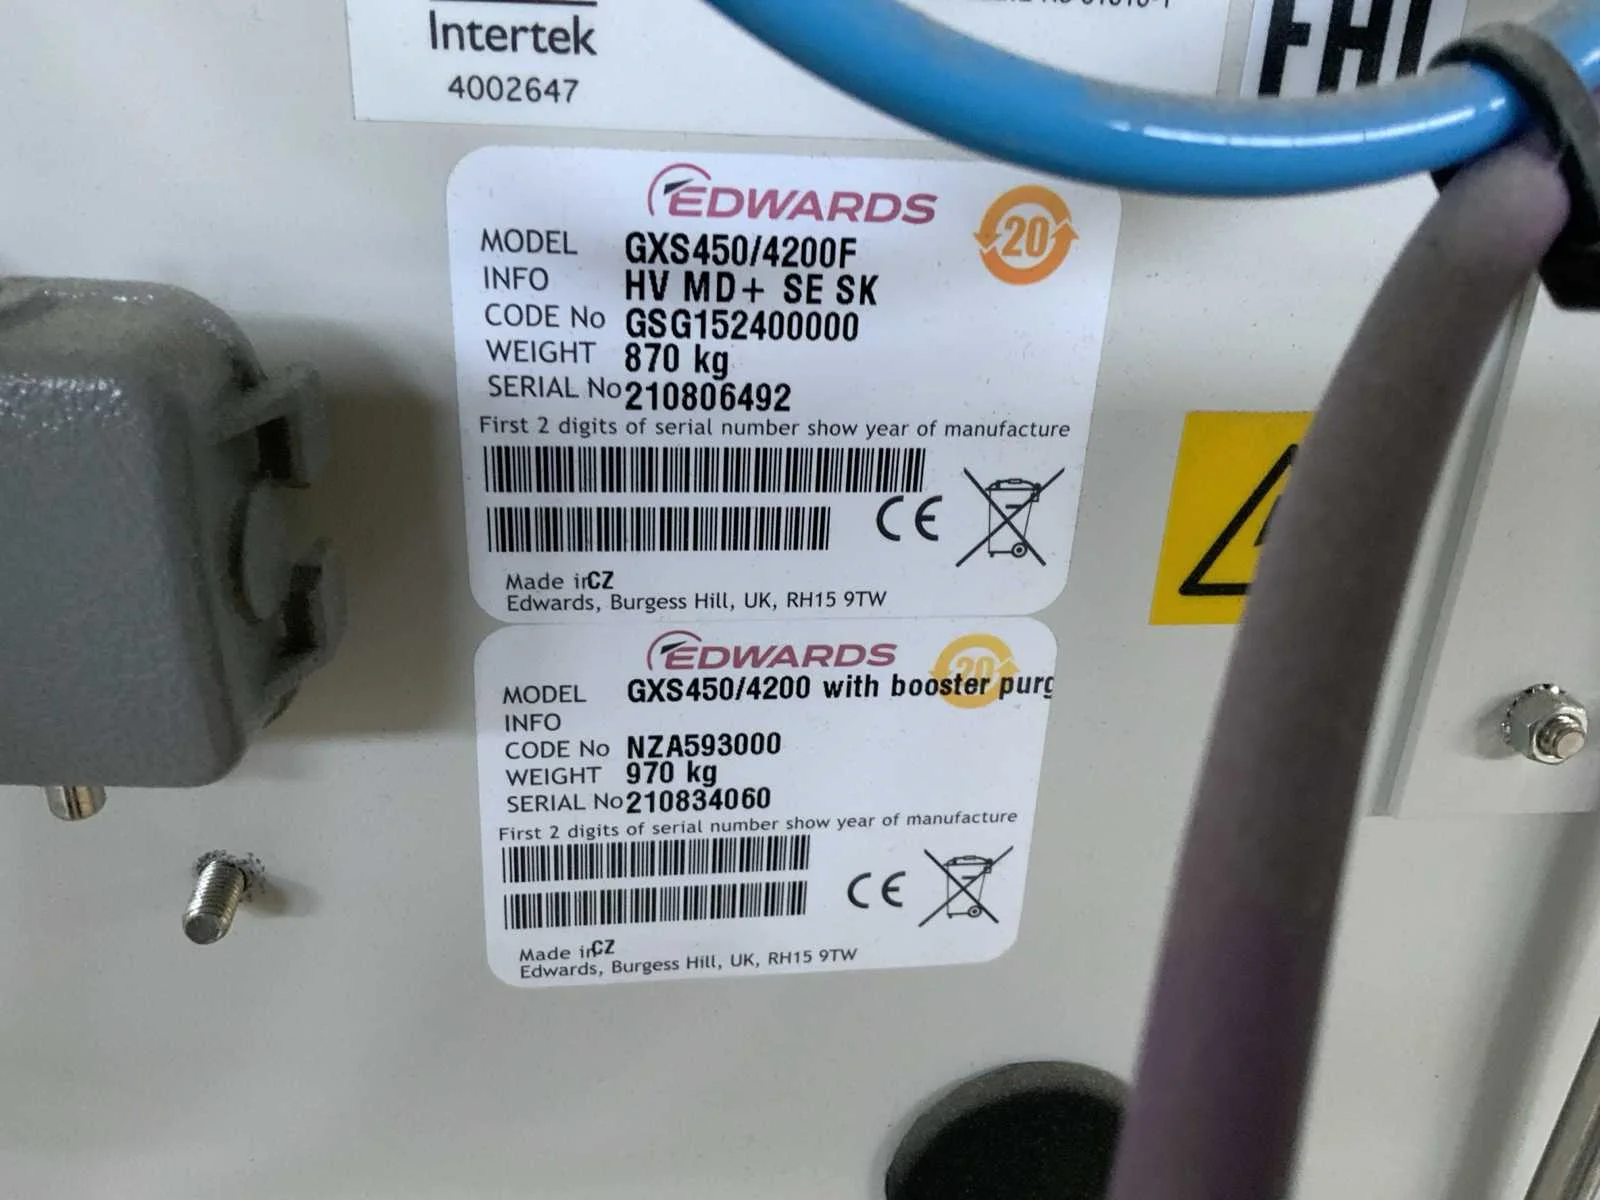 Intertek
4002647
EDWARDS
20
MODEL GXS450/4200F
INFO HV MD+ SE SK
CODE No GSG152400000
WEIGHT 870 kg
SERIAL No 210806492
First 2 digits of serial number show year of manufacture
CE
Made in CZ
Edwards, Burgess Hill, UK, RH15 9TW
EDWARDS
20
MODEL GXS450/4200 with booster purg
INFO
CODE No NZA593000
WEIGHT 970 kg
SERIAL No 210834060
First 2 digits of serial number show year of manufacture
CE
Made in CZ
Edwards, Burgess Hill, UK, RH15 9TW